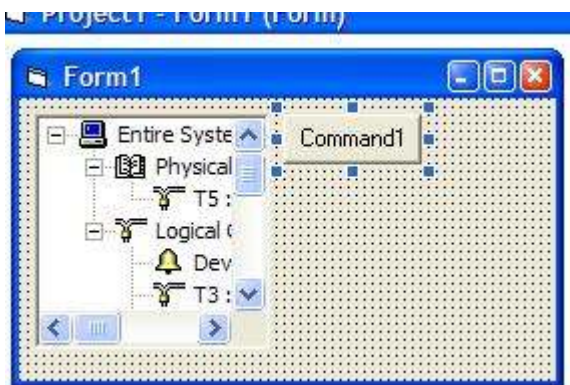 Project1 - Form1 (Form)
Form1
Entire Syste
Command1
Physical
T5 :
Logical
Dev
T3 :